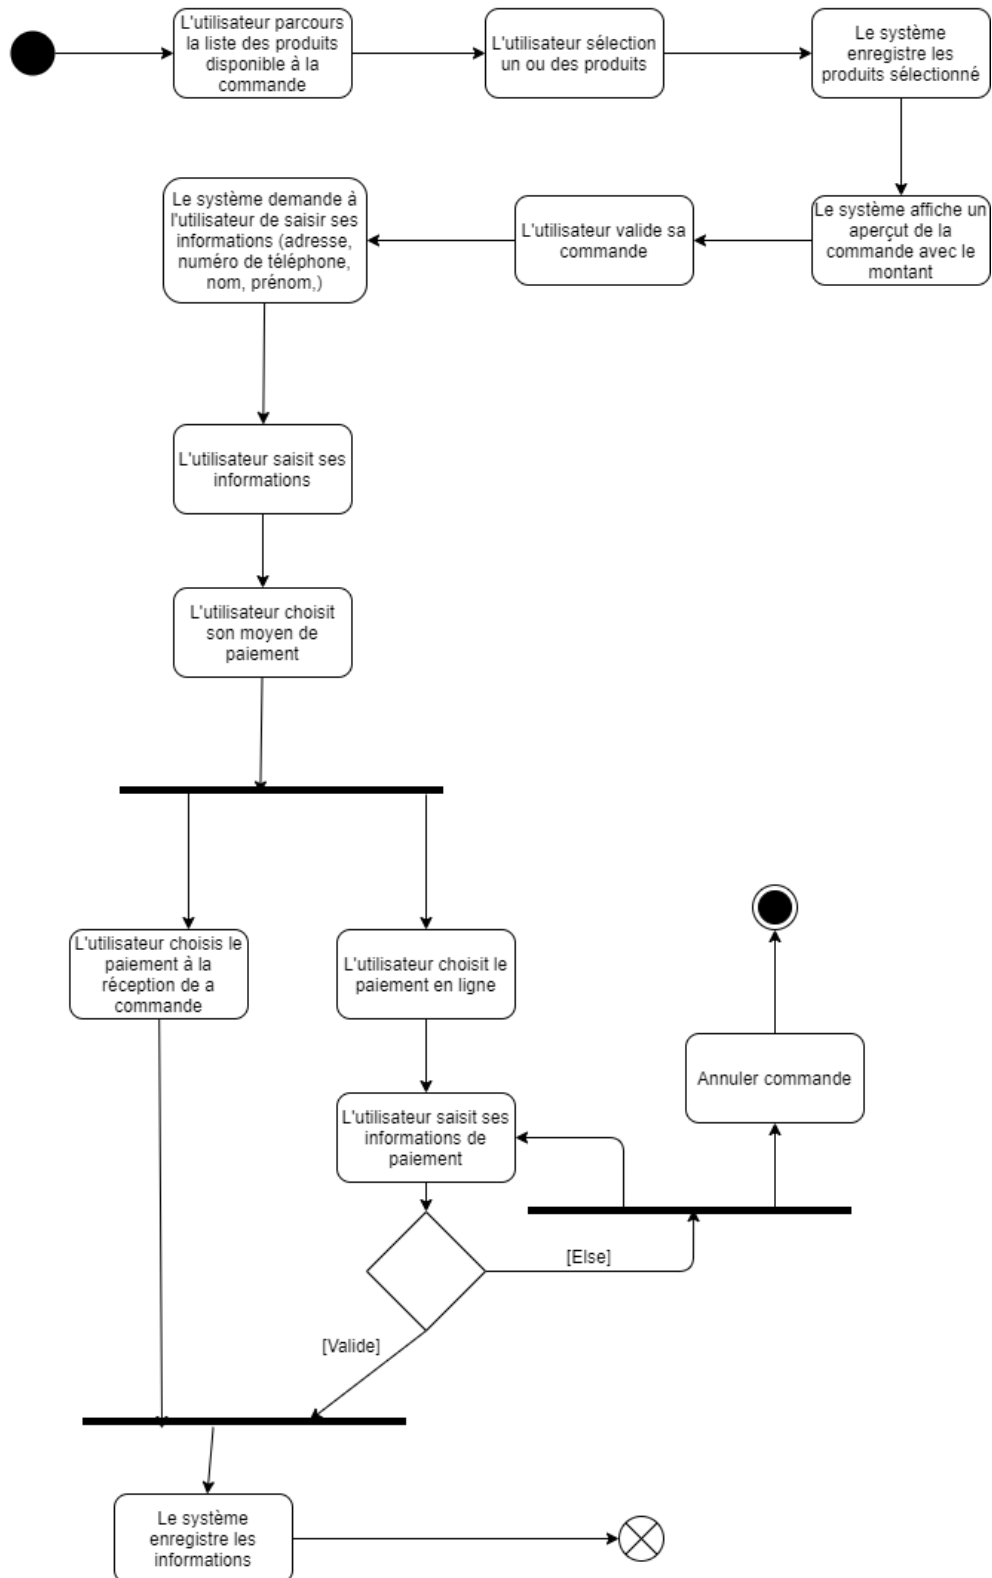 L'utilisateur parcours
la liste des produits
disponible à la
commande
L'utilisateur sélection
un ou des produits
Le système
enregistre les
produits sélectionné
Le système demande à
l'utilisateur de saisir ses
informations (adresse,
numéro de téléphone,
nom, prénom,)
L'utilisateur valide sa
commande
Le système affiche un
aperçut de la
commande avec le
montant
L'utilisateur saisit ses
informations
L'utilisateur choisit
son moyen de
paiement
L'utilisateur choisis le
paiement à la
réception de a
commande
L'utilisateur choisit le
paiement en ligne
Annuler commande
L'utilisateur saisit ses
informations de
paiement
[Else]
[Valide]
Le système
enregistre les
informations